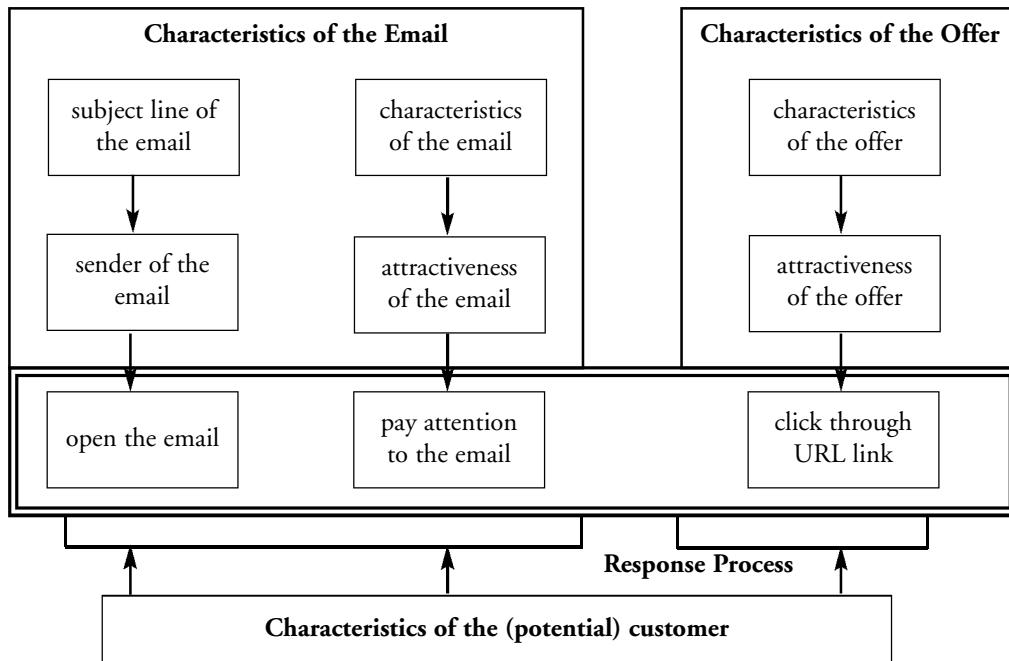 Characteristics of the Email
Characteristics of the Offer
subject line of
the email
characteristics
of the email
characteristics
of the offer
sender of the
email
attractiveness
of the email
attractiveness
of the offer
open the email
pay attention
to the email
click through
URL link
Response Process
Characteristics of the (potential) customer